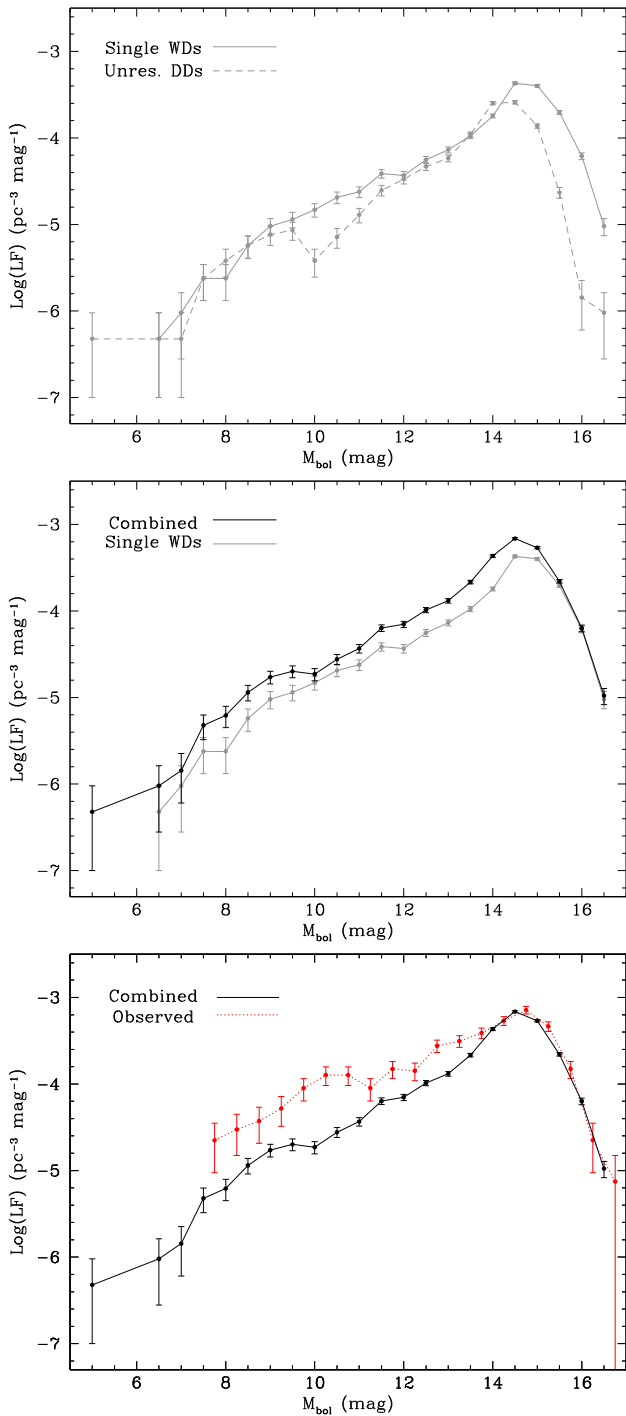 Single WDs
Unres. DDs
−3
−4
−5
−6
−7
Log(LF) (pc⁻³ mag⁻¹)
6 8 10 12 14 16
M_bol (mag)
Combined
Single WDs
−3
−4
−5
−6
−7
Log(LF) (pc⁻³ mag⁻¹)
6 8 10 12 14 16
M_bol (mag)
Combined
Observed
−3
−4
−5
−6
−7
Log(LF) (pc⁻³ mag⁻¹)
6 8 10 12 14 16
M_bol (mag)